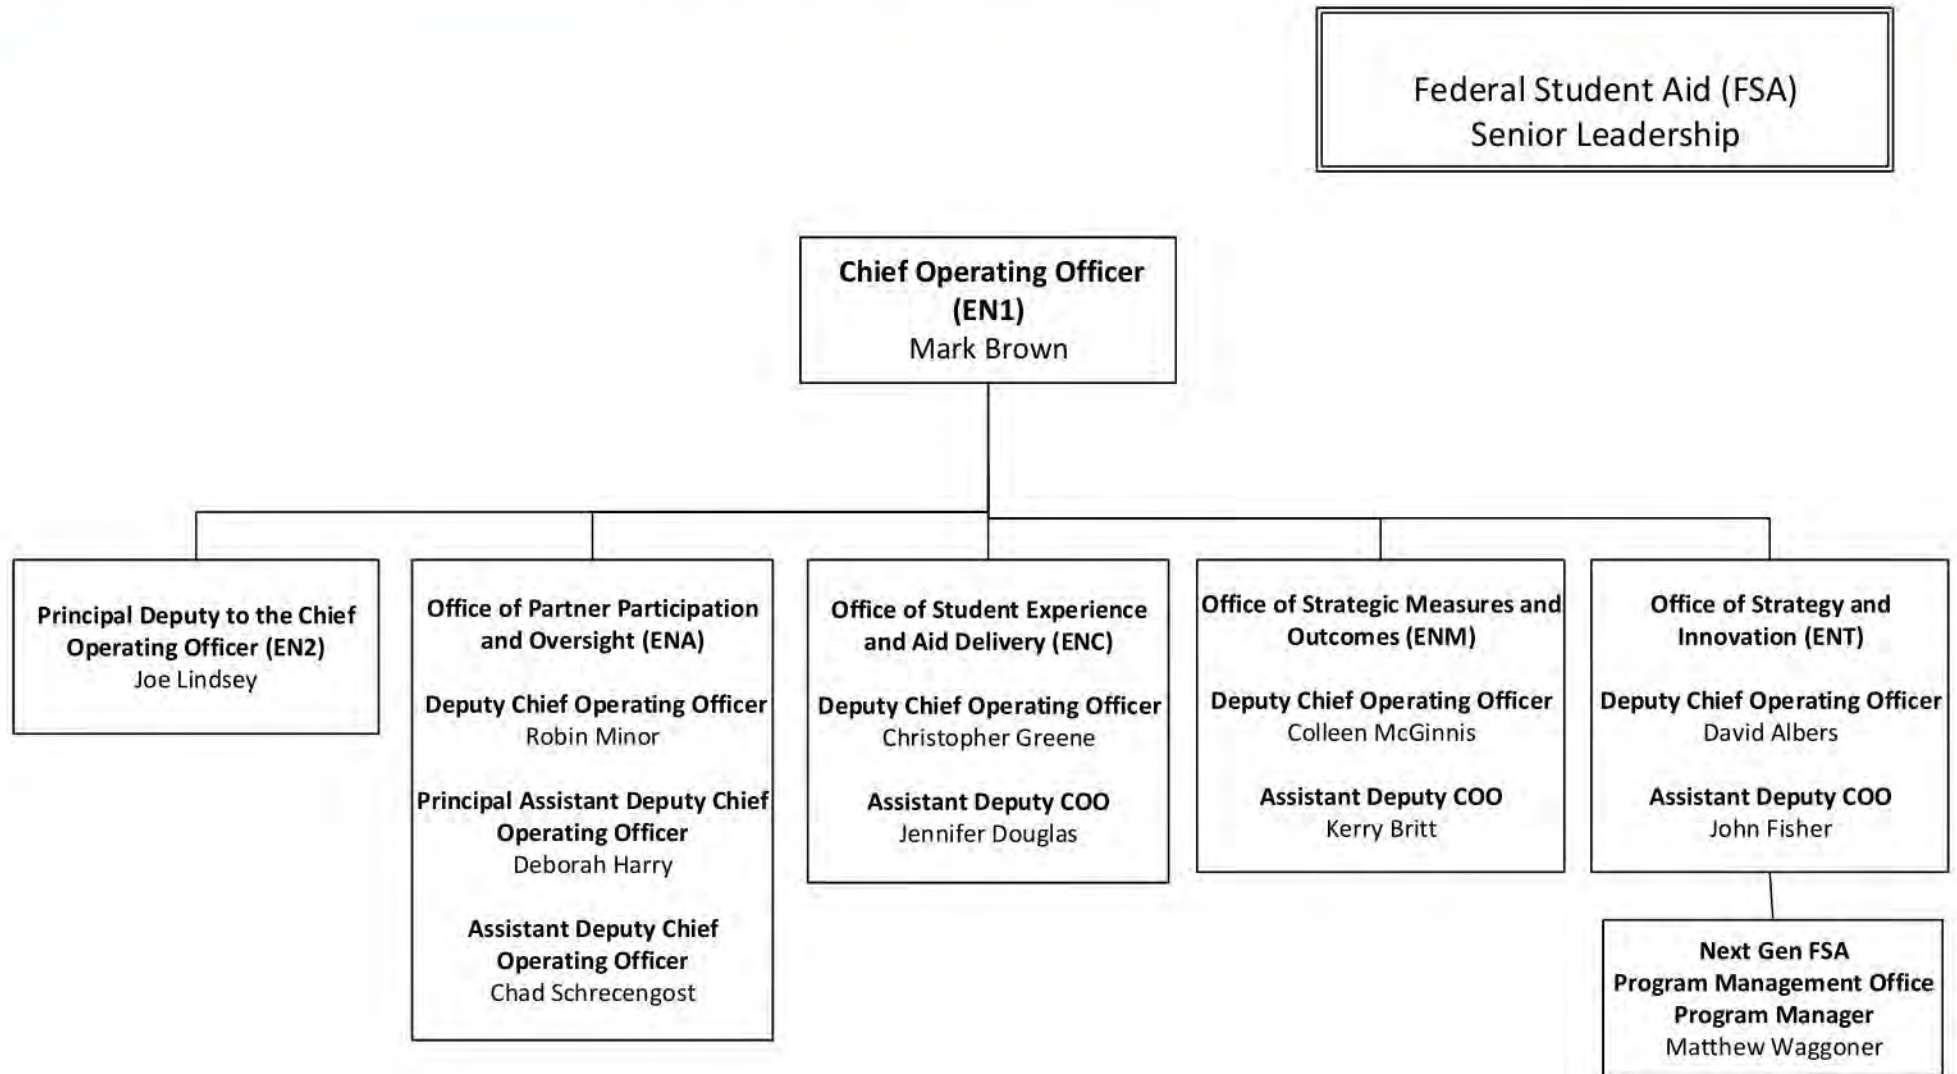 Federal Student Aid (FSA)
Senior Leadership
Chief Operating Officer
(EN1)
Mark Brown
Principal Deputy to the Chief
Operating Officer (EN2)
Joe Lindsey
Office of Partner Participation
and Oversight (ENA)
Deputy Chief Operating Officer
Robin Minor
Principal Assistant Deputy Chief
Operating Officer
Deborah Harry
Assistant Deputy Chief
Operating Officer
Chad Schrecengost
Office of Student Experience
and Aid Delivery (ENC)
Deputy Chief Operating Officer
Christopher Greene
Assistant Deputy COO
Jennifer Douglas
Office of Strategic Measures and
Outcomes (ENM)
Deputy Chief Operating Officer
Colleen McGinnis
Assistant Deputy COO
Kerry Britt
Office of Strategy and
Innovation (ENT)
Deputy Chief Operating Officer
David Albers
Assistant Deputy COO
John Fisher
Next Gen FSA
Program Management Office
Program Manager
Matthew Waggoner